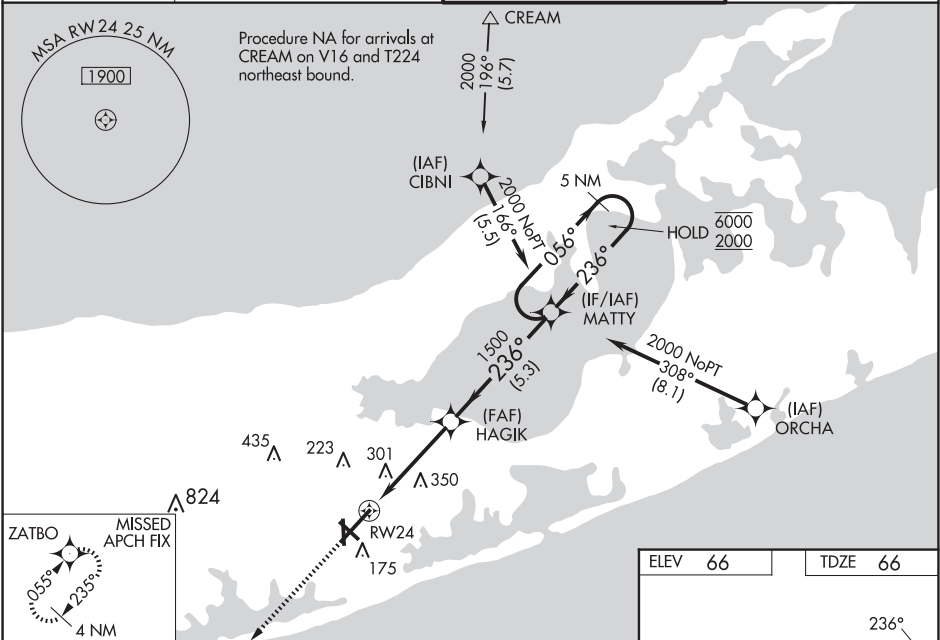 MSA RW24 25 NM
1900
Procedure NA for arrivals at
CREAM on V16 and T224
northeast bound.
CREAM
2000
196°
(5.7)
(IAF)
CIBNI
2000 NoPT
166°
(5.5)
5 NM
056°
236°
HOLD
6000
2000
(IF/IAF)
MATTY
1500
236°
(5.3)
2000 NoPT
308°
(8.1)
(IAF)
ORCHA
(FAF)
HAGIK
435
223
301
350
824
RW24
175
ZATBO
MISSED
APCH FIX
055°
235°
4 NM
ELEV 66
TDZE 66
236°